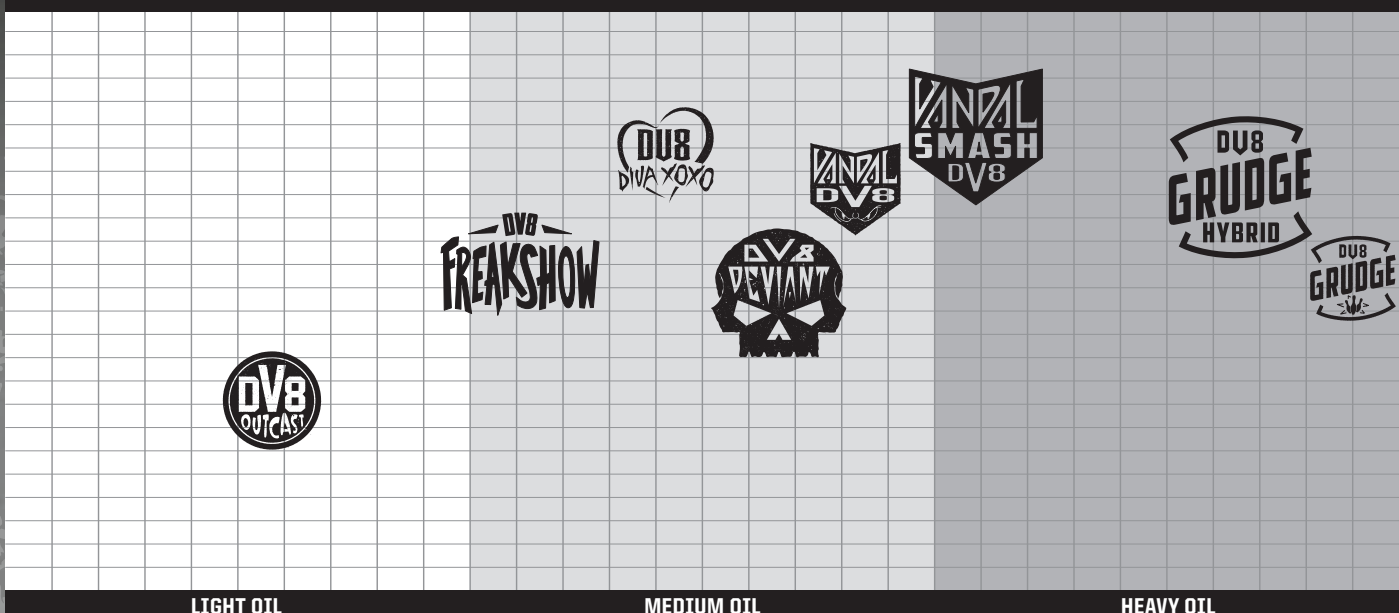 VANDAL
SMASH
DV8
DV8
DIVA XOXO
VANDAL
DV8
DV8
GRUDGE
HYBRID
DV8
FREAKSHOW
DV8
DEVIANT
DV8
GRUDGE
DV8
OUTCAST
LIGHT OIL
MEDIUM OIL
HEAVY OIL